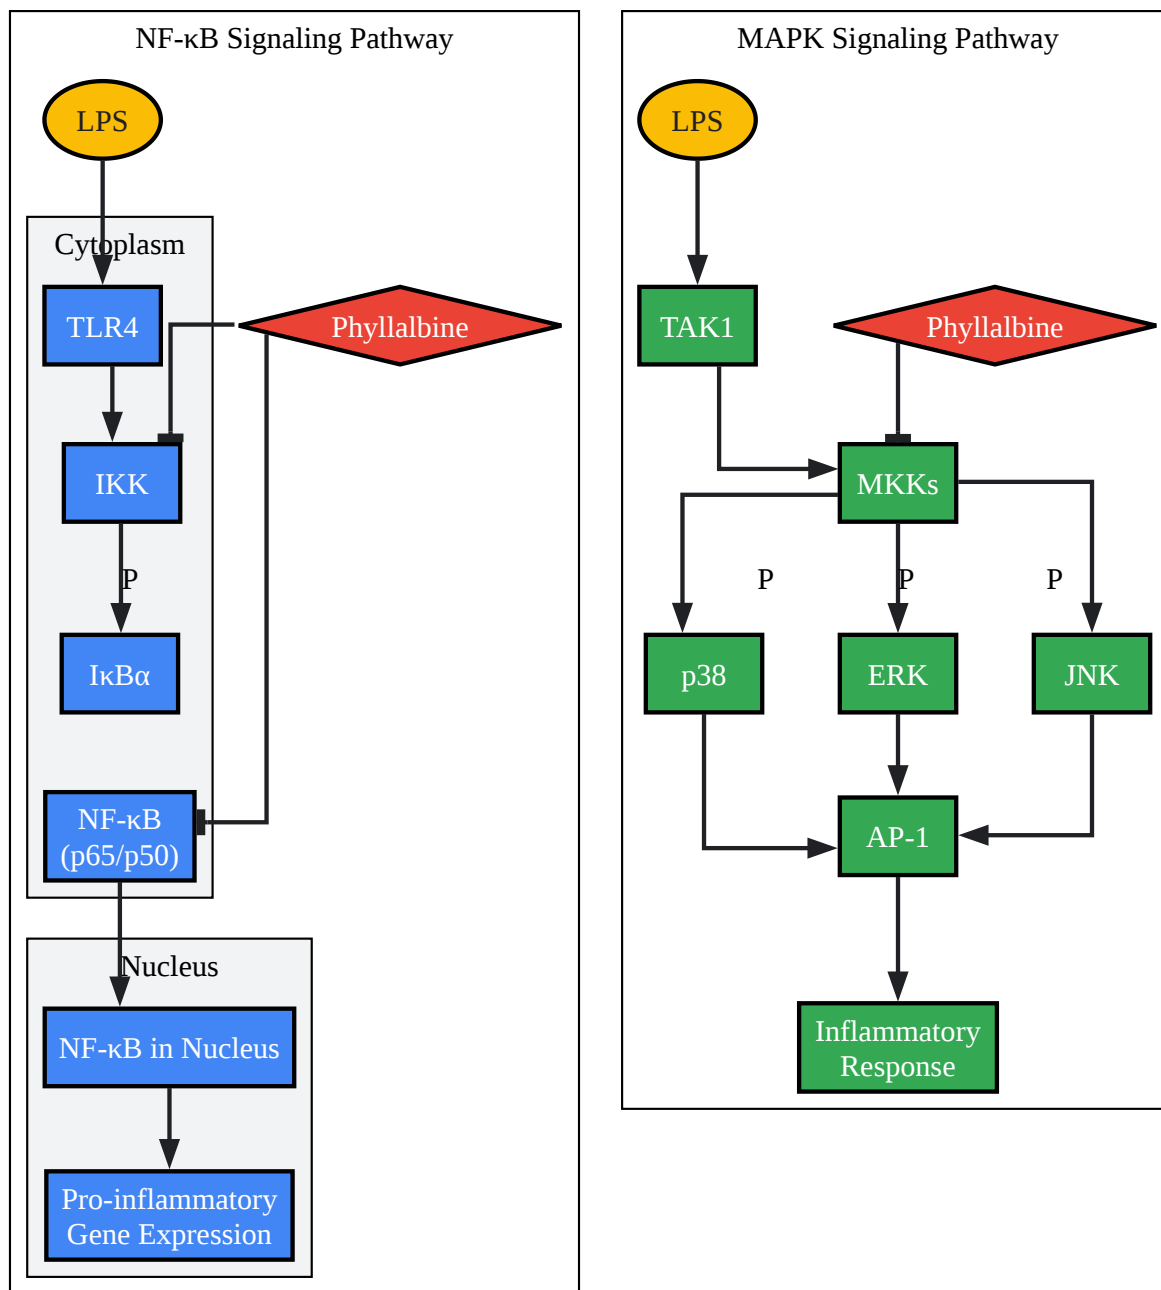 NF-κB Signaling Pathway
LPS
Cytoplasm
TLR4
Phyllalbine
IKK
P
IκBα
NF-κB
(p65/p50)
Nucleus
NF-κB in Nucleus
Pro-inflammatory
Gene Expression
MAPK Signaling Pathway
LPS
TAK1
Phyllalbine
MKKs
P
P
P
p38
ERK
JNK
AP-1
Inflammatory
Response